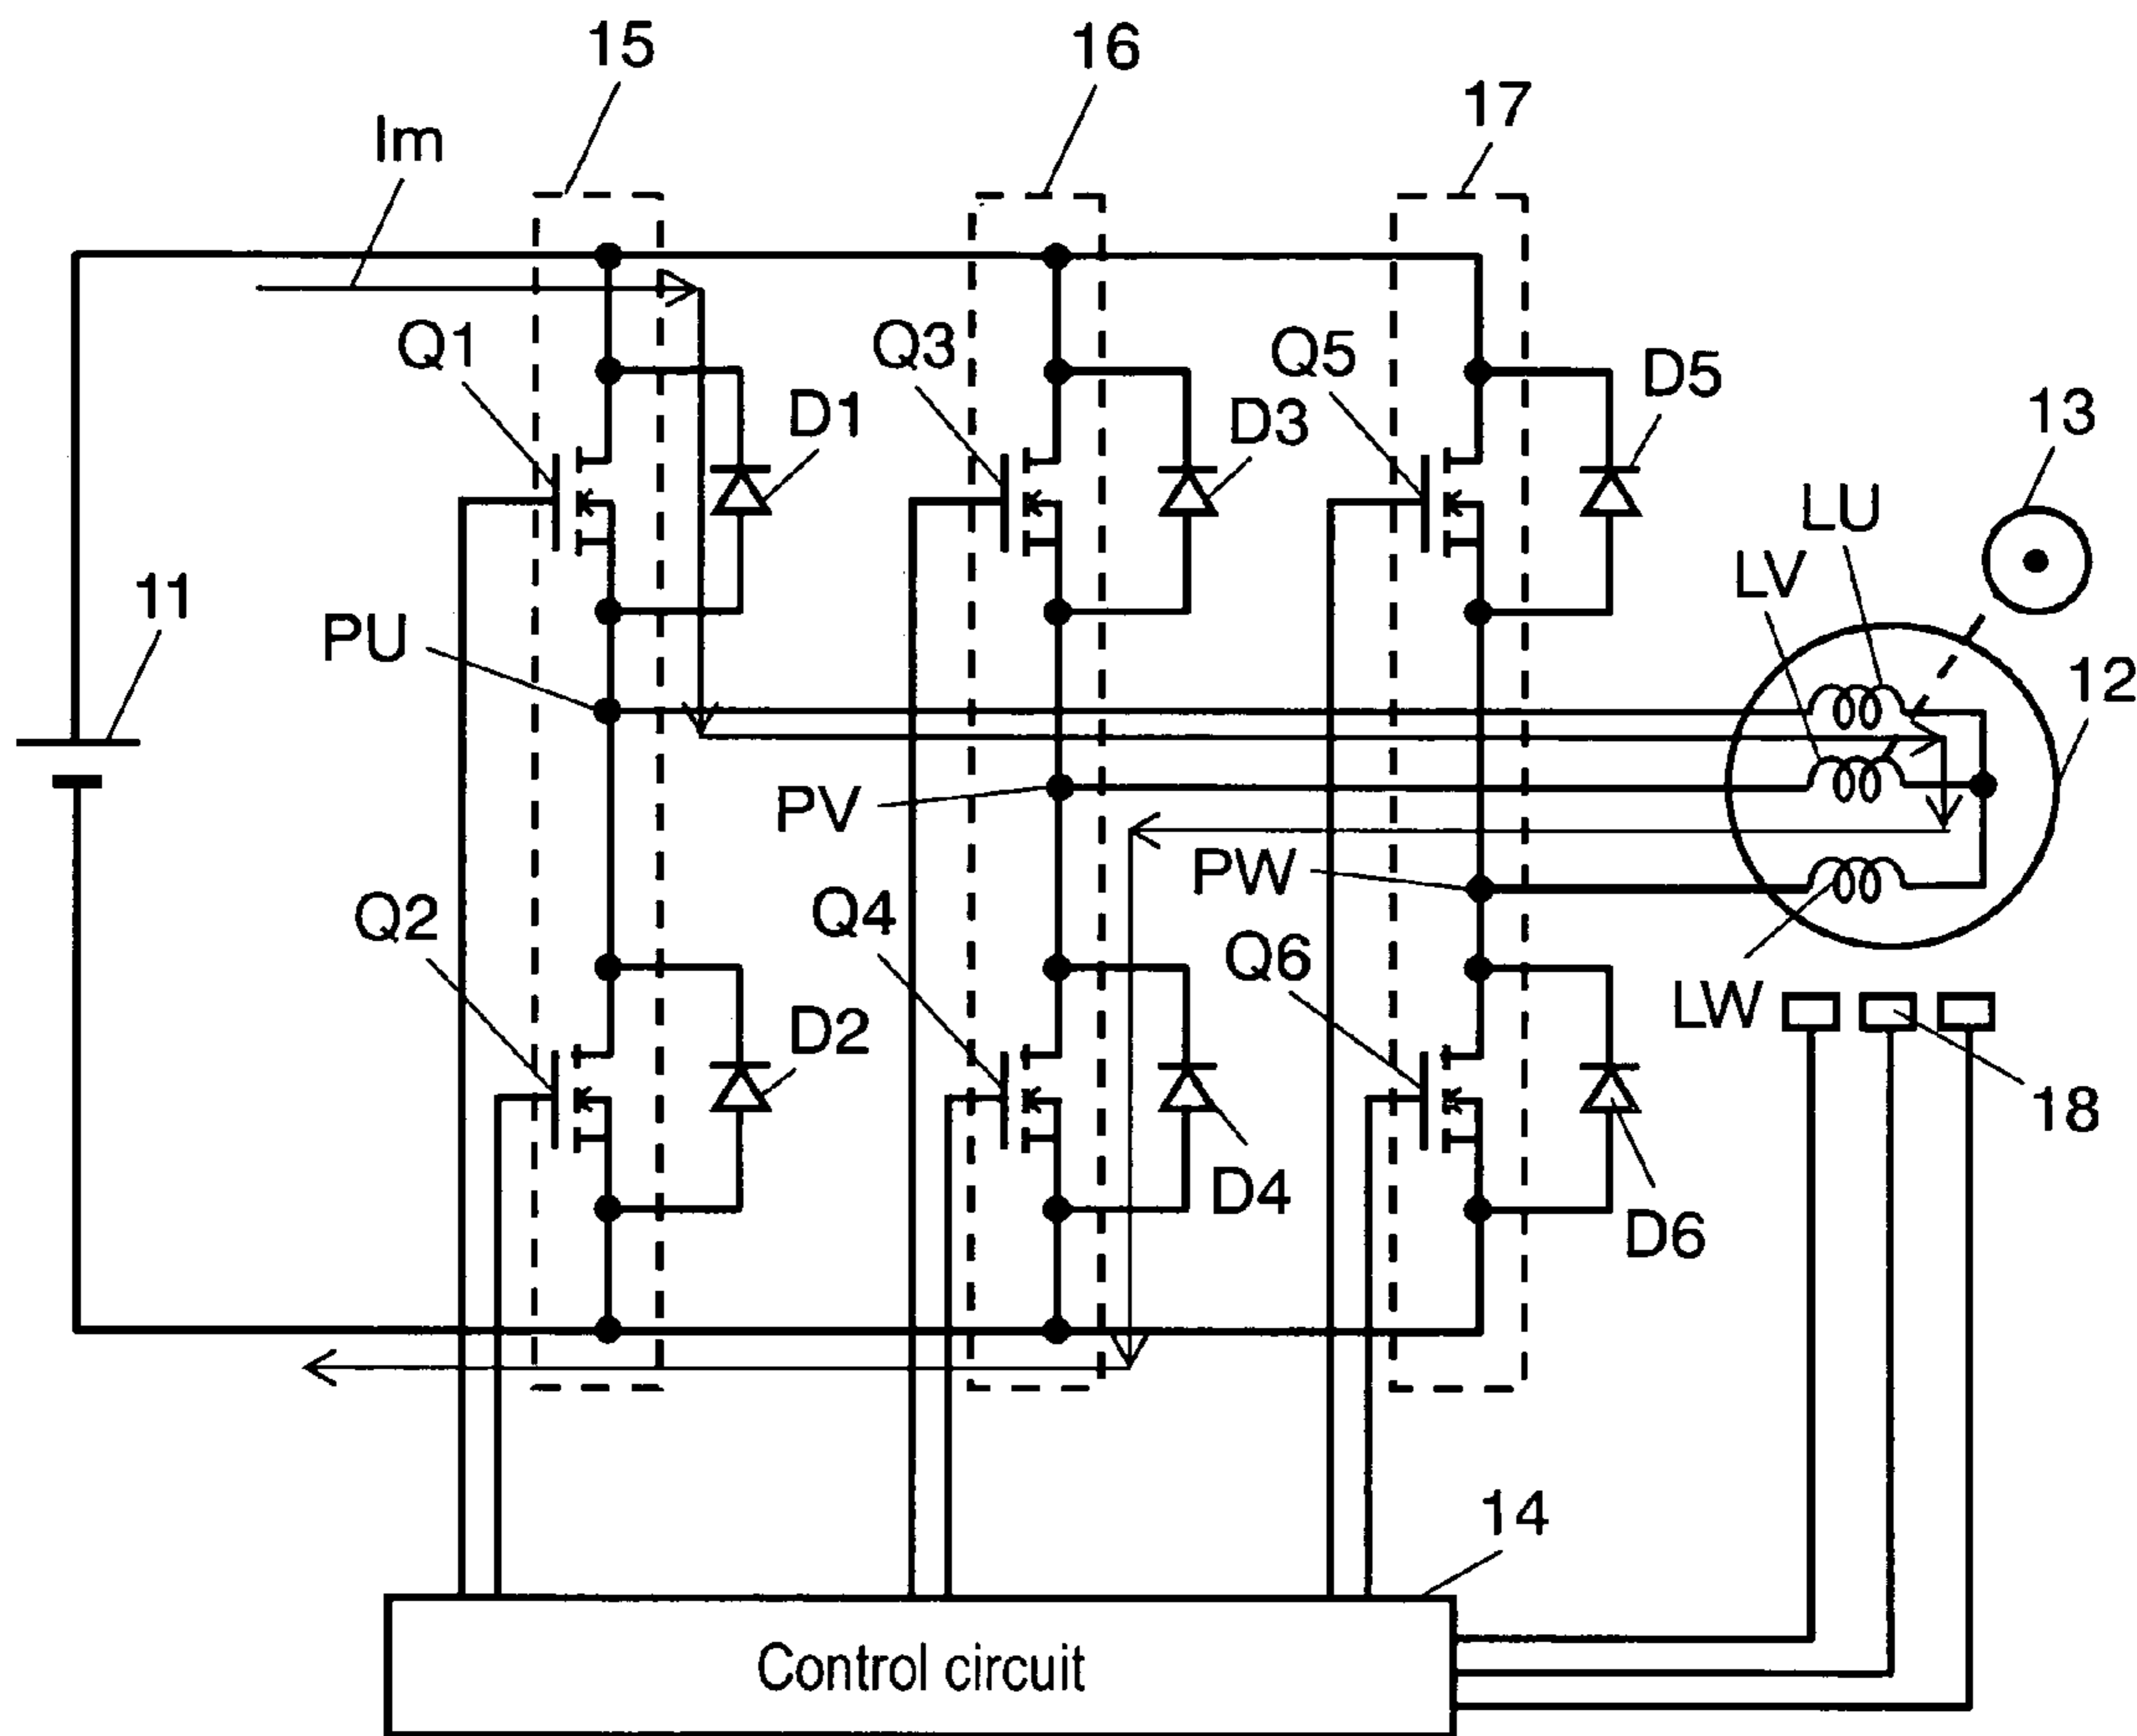 15
16
17
Im
Q1
Q3
Q5
D1
D3
D5
13
LU
LV
11
PU
12
PV
PW
Q2
Q4
Q6
LW
D2
18
D4
D6
14
Control circuit